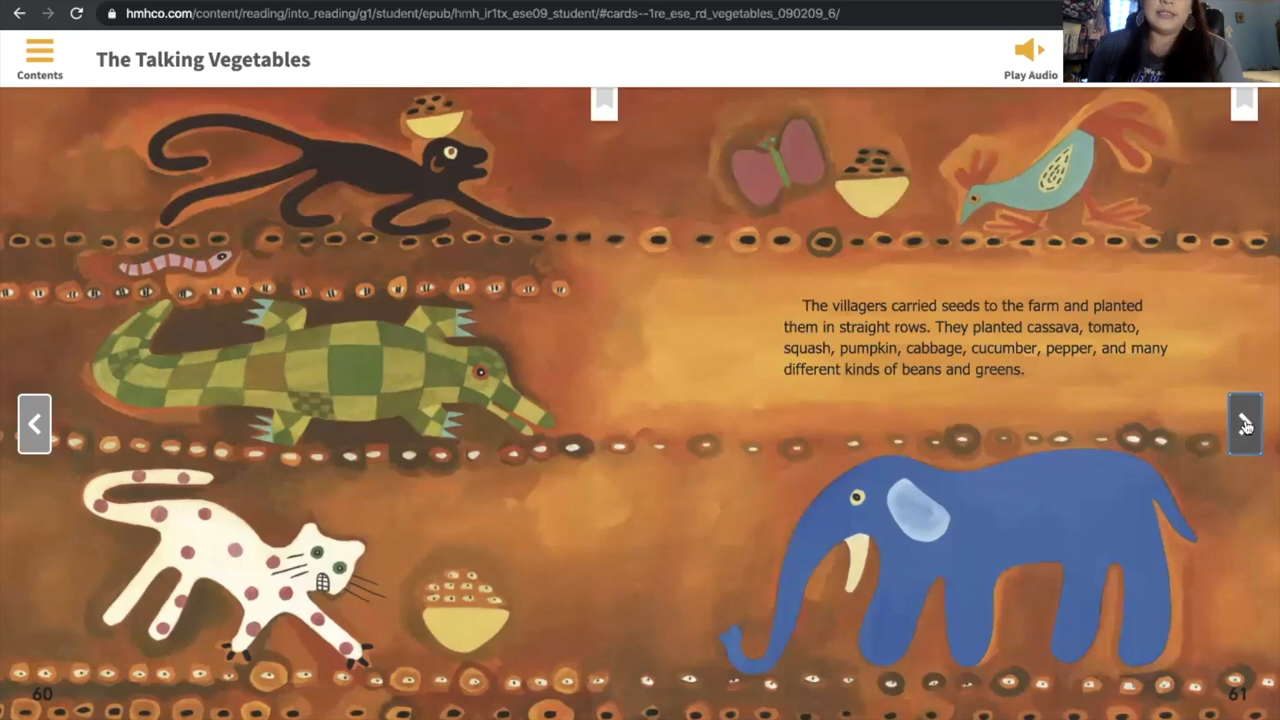 hmhco.com/content/reading/into_reading/g1/student/epub/hmh_ir1tx_ese09_student/#cards--1re_ese_rd_vegetables_090209_6/
Contents
The Talking Vegetables
Play Audio
The villagers carried seeds to the farm and planted
them in straight rows. They planted cassava, tomato,
squash, pumpkin, cabbage, cucumber, pepper, and many
different kinds of beans and greens.
60
61